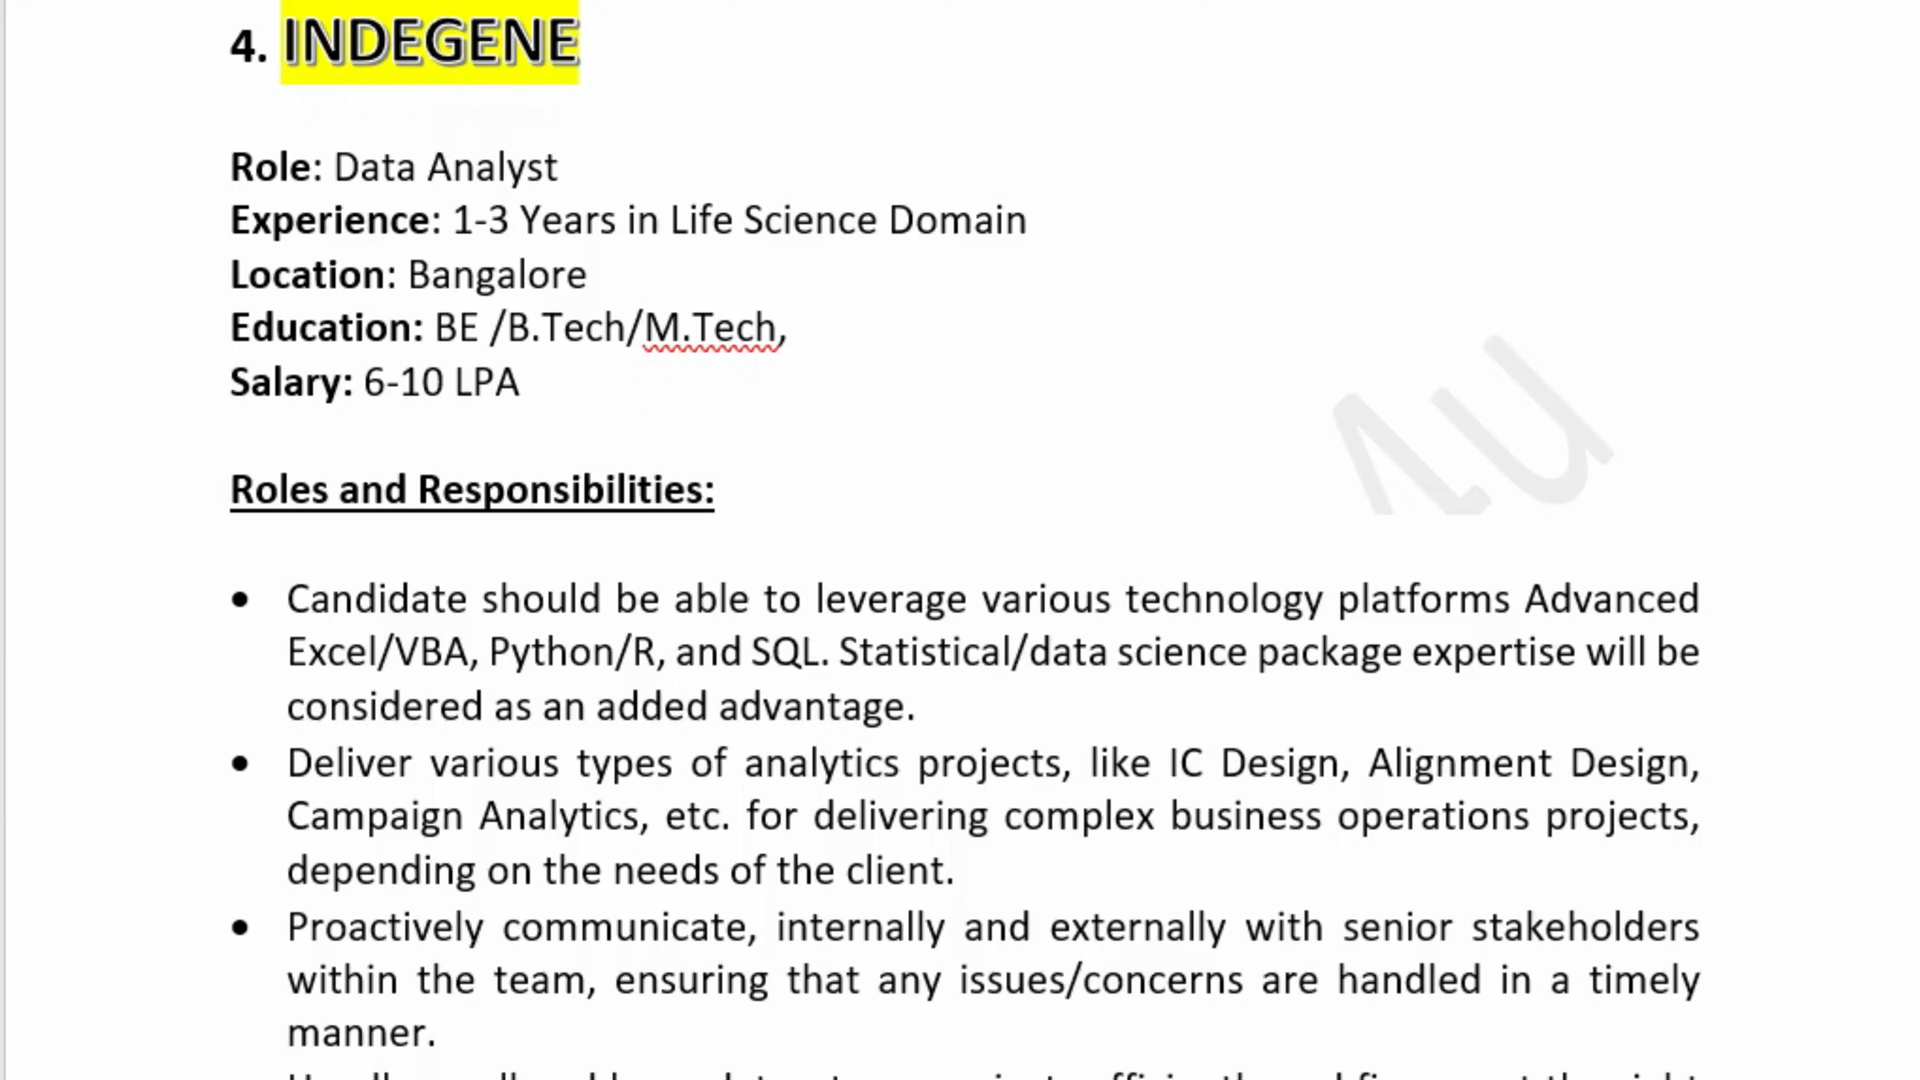 4. INDEGENE
Role: Data Analyst
Experience: 1-3 Years in Life Science Domain
Location: Bangalore
Education: BE /B.Tech/M.Tech,
Salary: 6-10 LPA
Roles and Responsibilities:
• Candidate should be able to leverage various technology platforms Advanced
Excel/VBA, Python/R, and SQL. Statistical/data science package expertise will be
considered as an added advantage.
• Deliver various types of analytics projects, like IC Design, Alignment Design,
Campaign Analytics, etc. for delivering complex business operations projects,
depending on the needs of the client.
• Proactively communicate, internally and externally with senior stakeholders
within the team, ensuring that any issues/concerns are handled in a timely
manner.